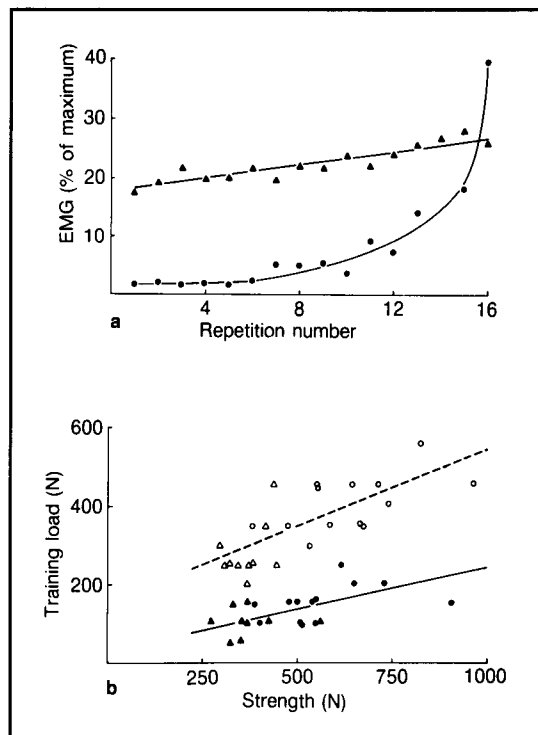 40
30
20
10
EMG (% of maximum)
4 8 12 16
a
Repetition number
600
400
200
Training load (N)
250 500 750 1000
b
Strength (N)